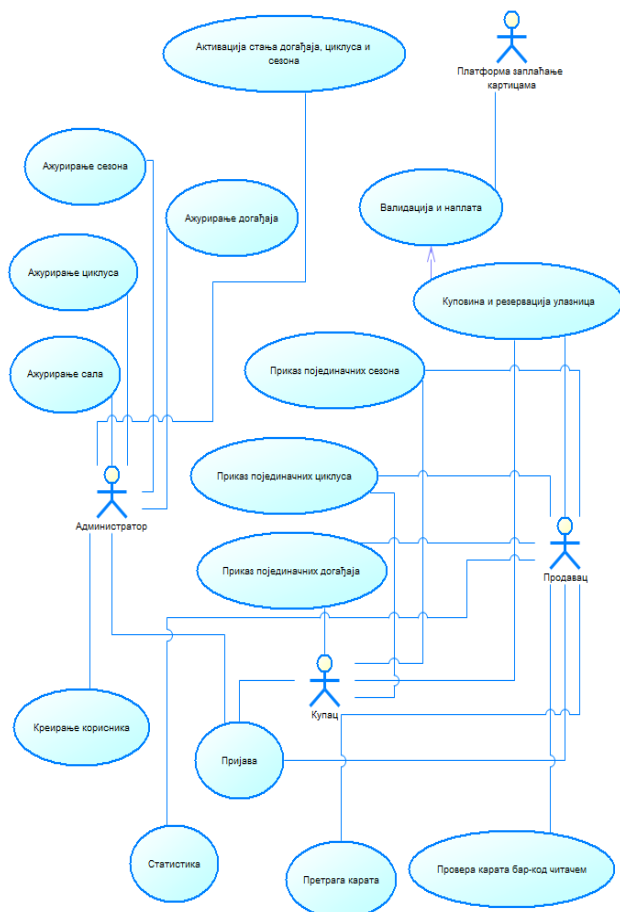 Активација стања догађаја, циклуса и
сезона
Платформа заплаћање
картицама
Ажурирање сезона
Ажурирање догађаја
Валидација и наплата
Ажурирање циклуса
Куповина и резервација улазница
Ажурирање сала
Приказ појединачних сезона
Приказ појединачних циклуса
Администратор
Приказ појединачних догађаја
Продавац
Купац
Креирање корисника
Пријава
Статистика
Претрага карата
Провера карата бар-код читачем